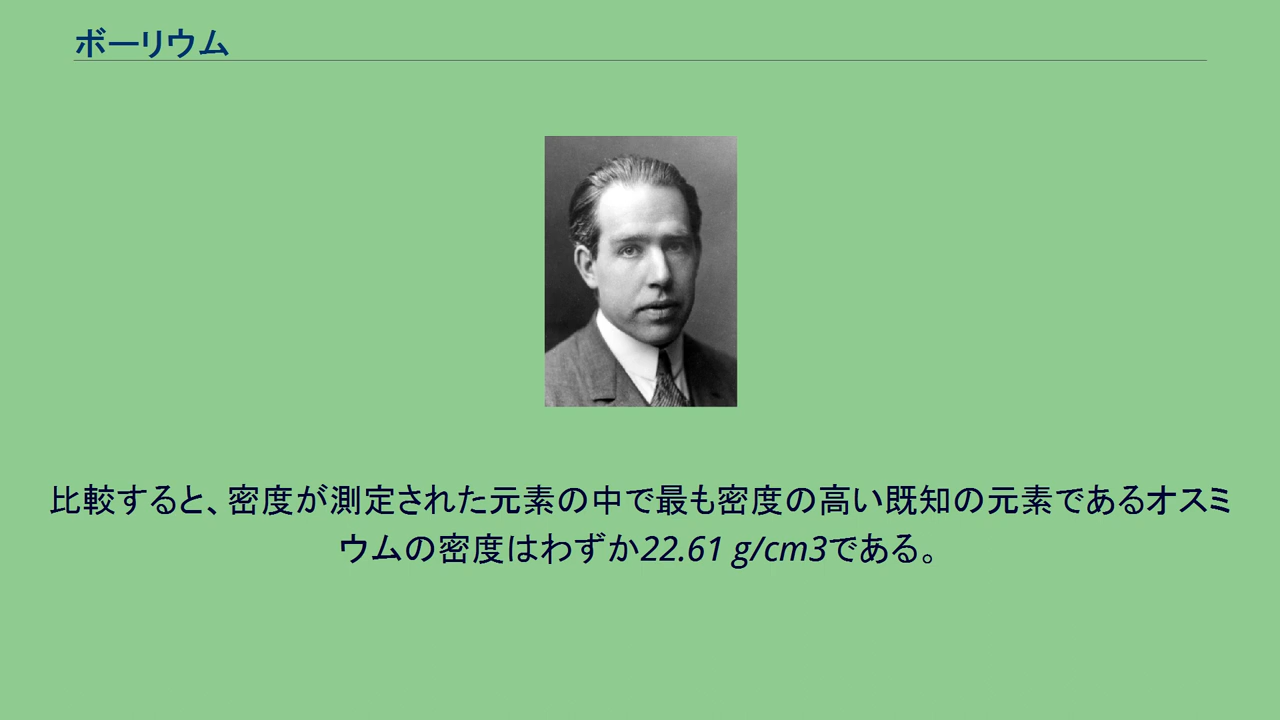 ボーリウム
比較すると、密度が測定された元素の中で最も密度の高い既知の元素であるオスミ
ウムの密度はわずか22.61 g/cm3である。